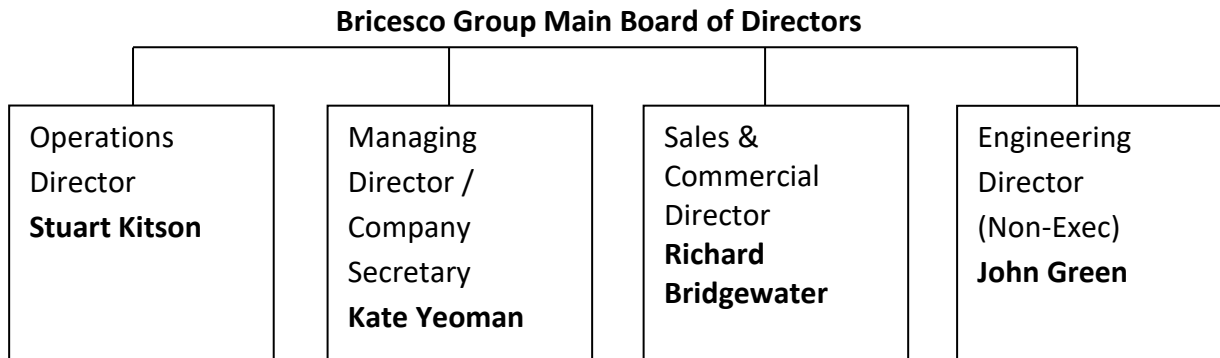 Bricesco Group Main Board of Directors
Operations
Director
Stuart Kitson
Managing
Director /
Company
Secretary
Kate Yeoman
Sales &
Commercial
Director
Richard
Bridgewater
Engineering
Director
(Non-Exec)
John Green